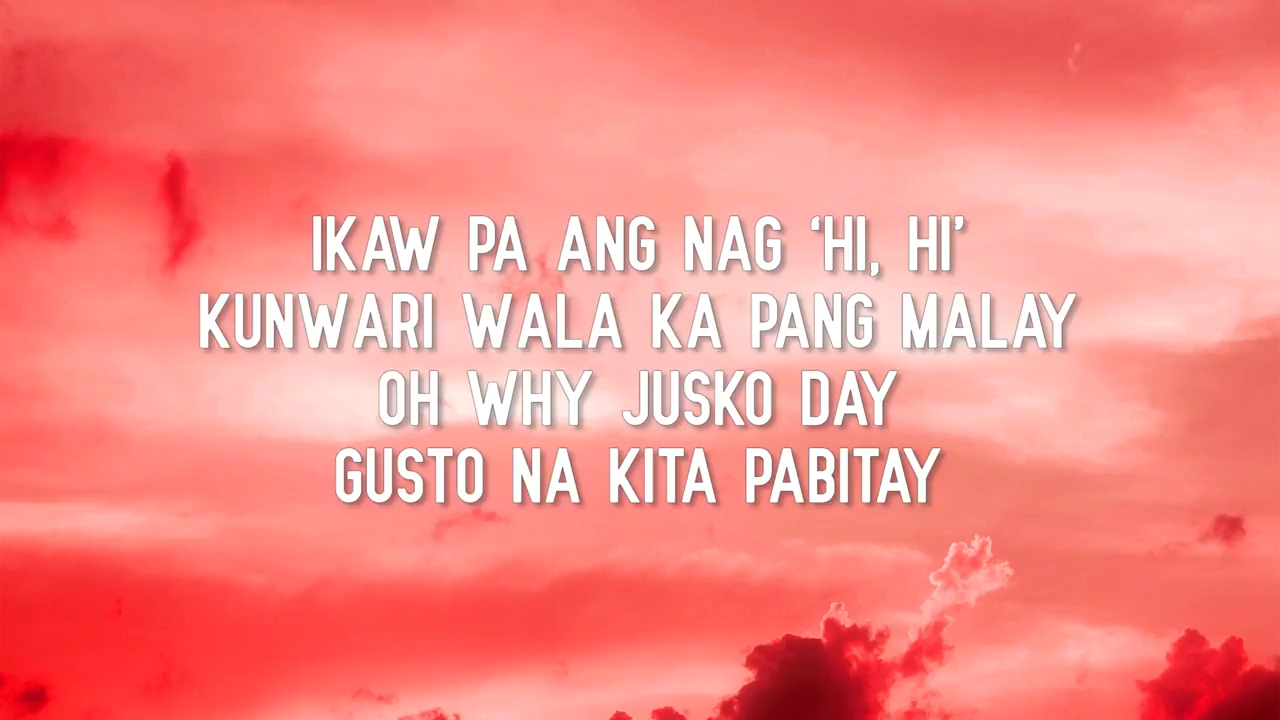 IKAW PA ANG NAG ‘HI, HI’
KUNWARI WALA KA PANG MALAY
OH WHY JUSKO DAY
GUSTO NA KITA PABITAY